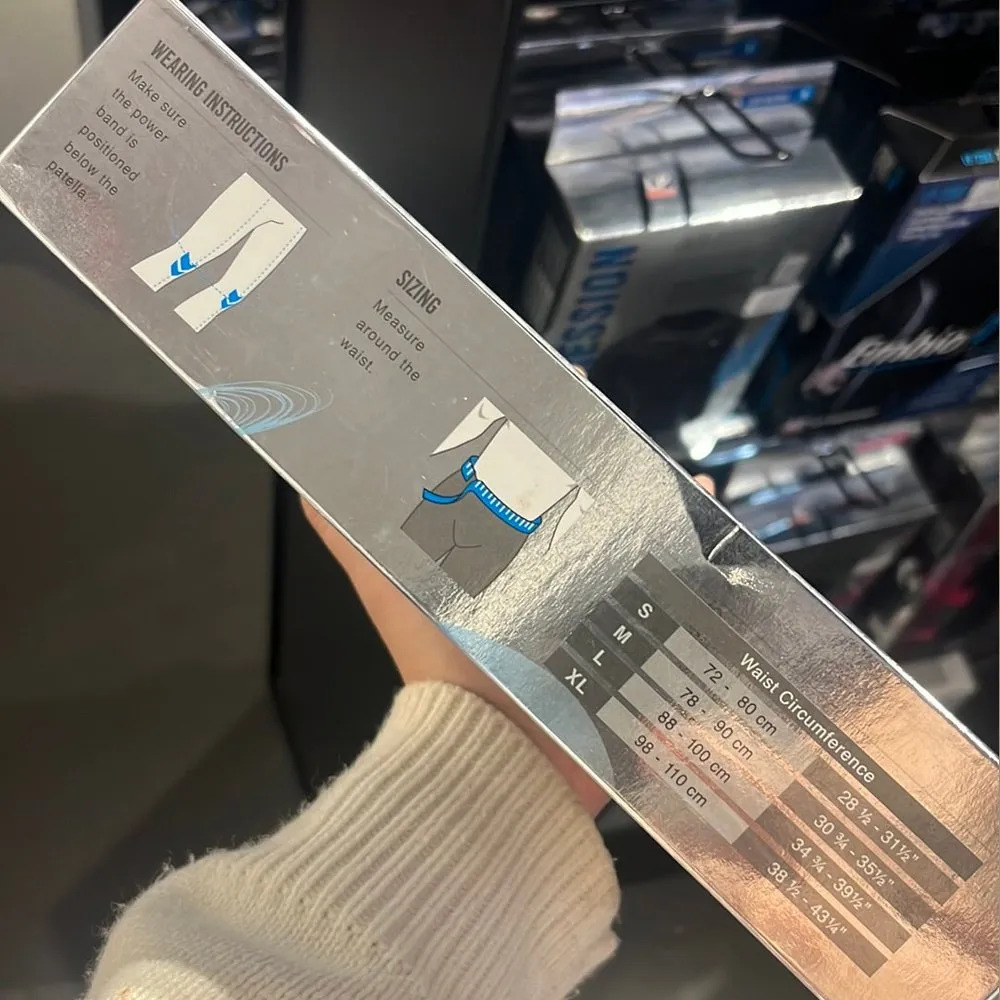 WEARING INSTRUCTIONS
Make sure
the power
band is
positioned
below the
patella.
SIZING
Measure
around the
waist.
Waist Circumference
S 72 - 80 cm 28 ½ - 31½"
M 78 - 90 cm 30 ¾ - 35½"
L 88 - 100 cm 34 ¾ - 39½"
XL 98 - 110 cm 38 ½ - 43¼"
ESSION